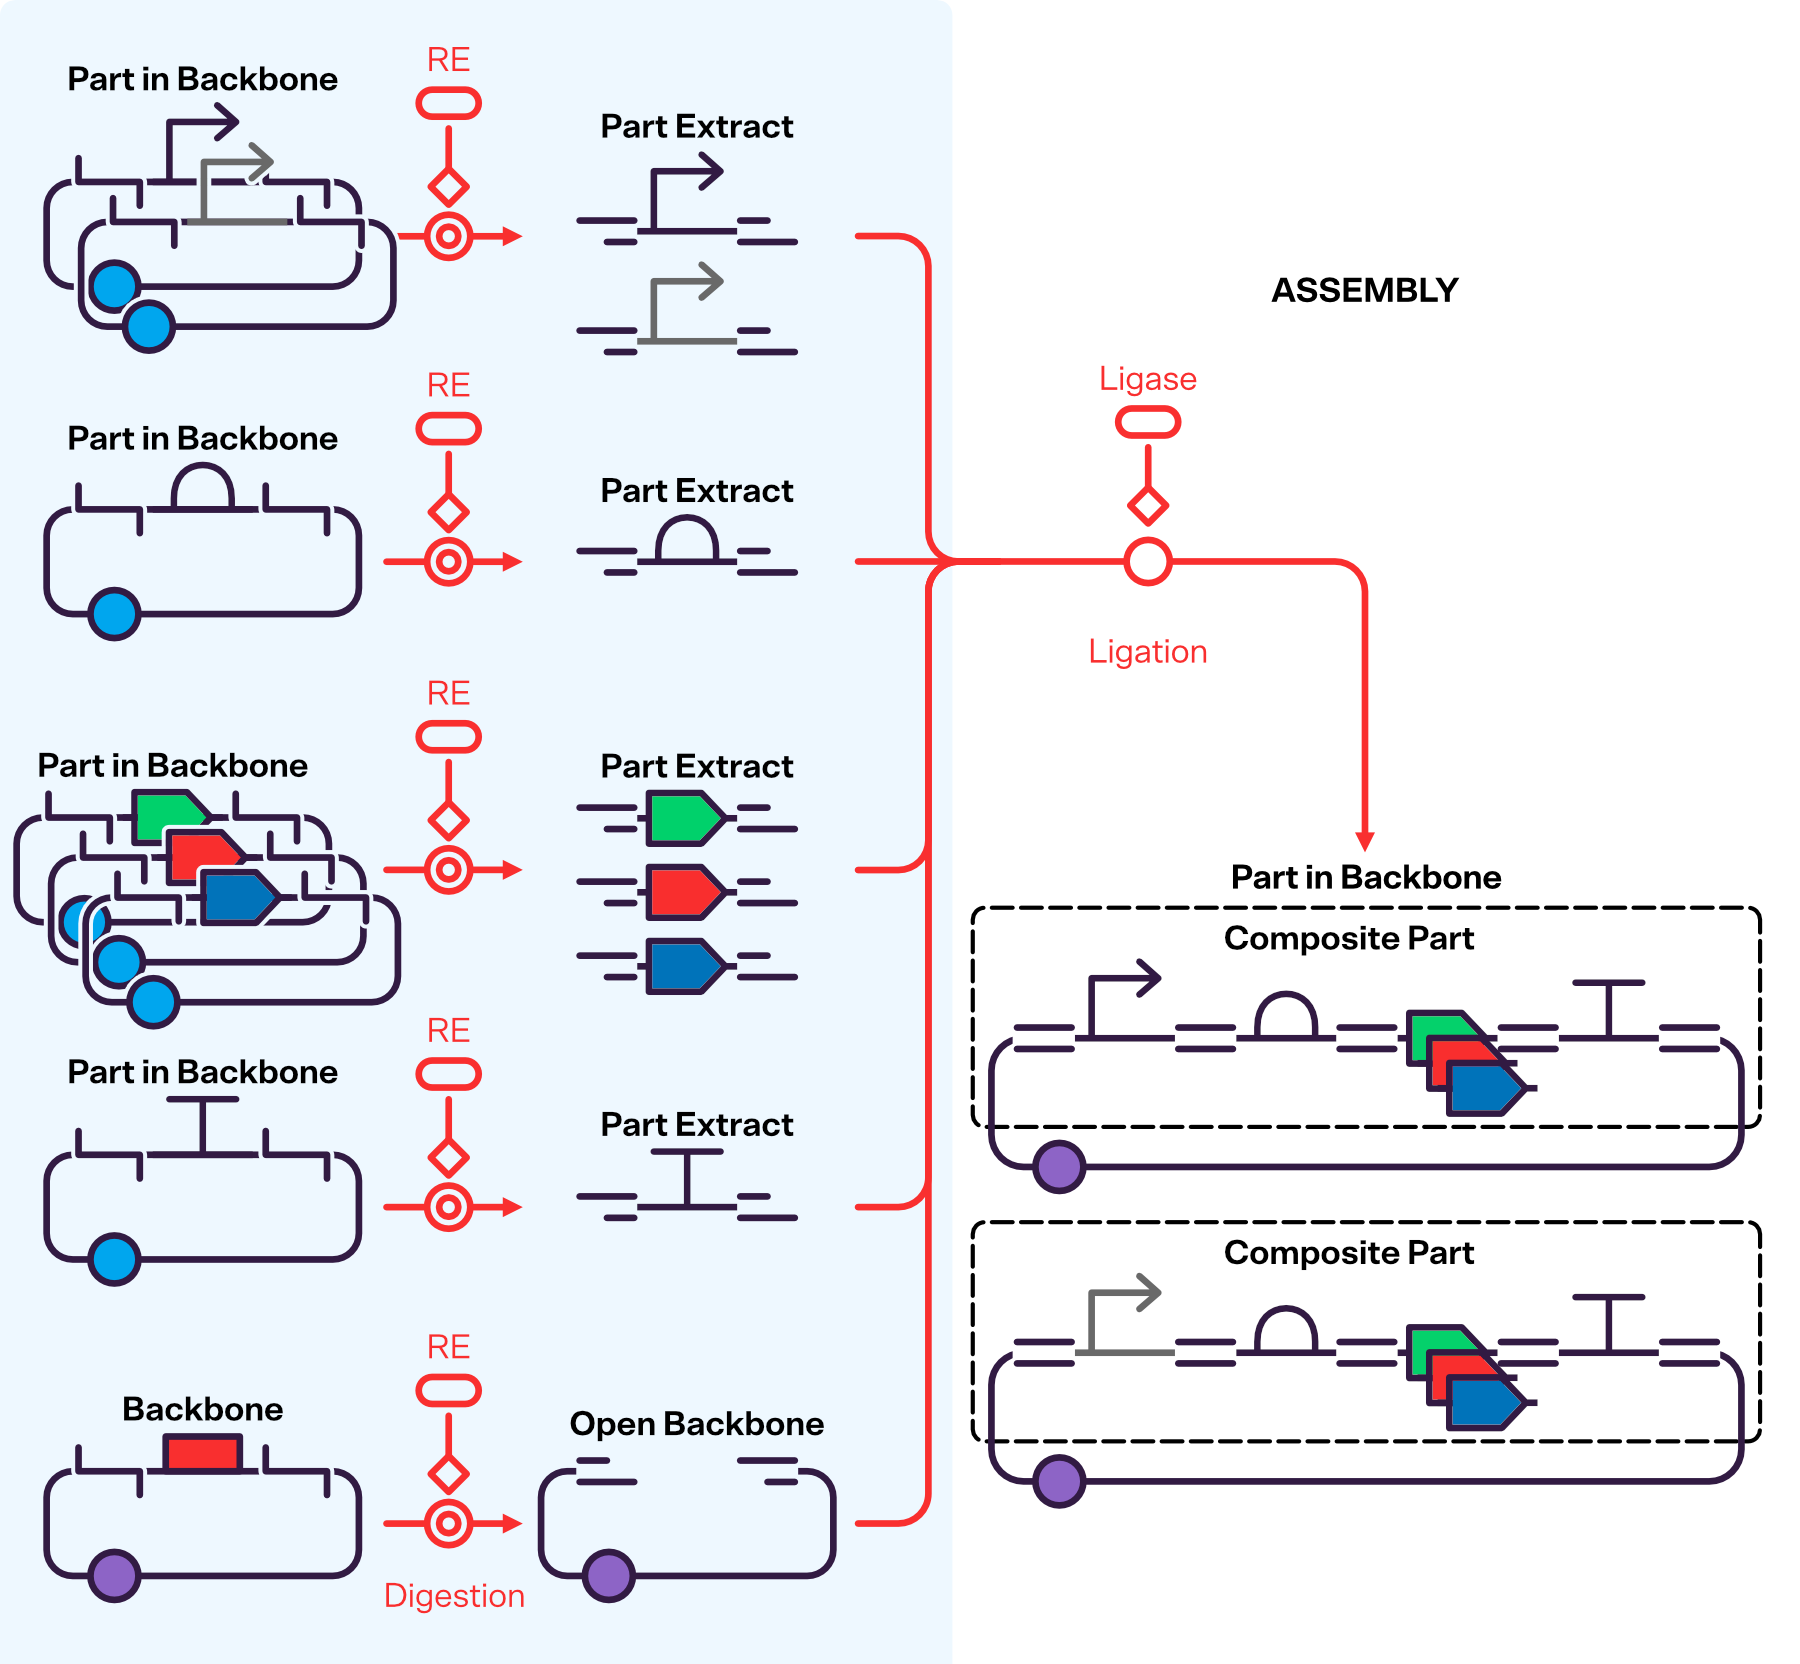 RE
Part in Backbone
Part Extract
RE
Part in Backbone
Part Extract
RE
Part in Backbone
Part Extract
RE
Part in Backbone
Part Extract
RE
Backbone
Open Backbone
Digestion
ASSEMBLY
Ligase
Ligation
Part in Backbone
Composite Part
Composite Part